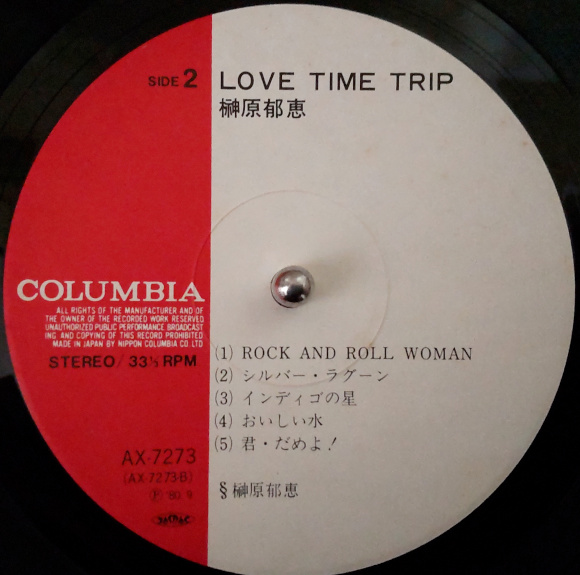 SIDE 2
LOVE TIME TRIP
榊原郁恵
COLUMBIA
ALL RIGHTS OF THE MANUFACTURER AND OF
THE OWNER OF THE RECORDED WORK RESERVED
UNAUTHORIZED PUBLIC PERFORMANCE BROADCAST
ING AND COPYING OF THIS RECORD PROHIBITED
MADE IN JAPAN BY NIPPON COLUMBIA CO LTD
STEREO/33⅓ RPM
(1) ROCK AND ROLL WOMAN
(2) シルバー・ラグーン
(3) インディゴの星
(4) おいしい水
(5) 君・だめよ!
§榊原郁恵
AX-7273
(AX-7273-B)
Ⓟ '80.9